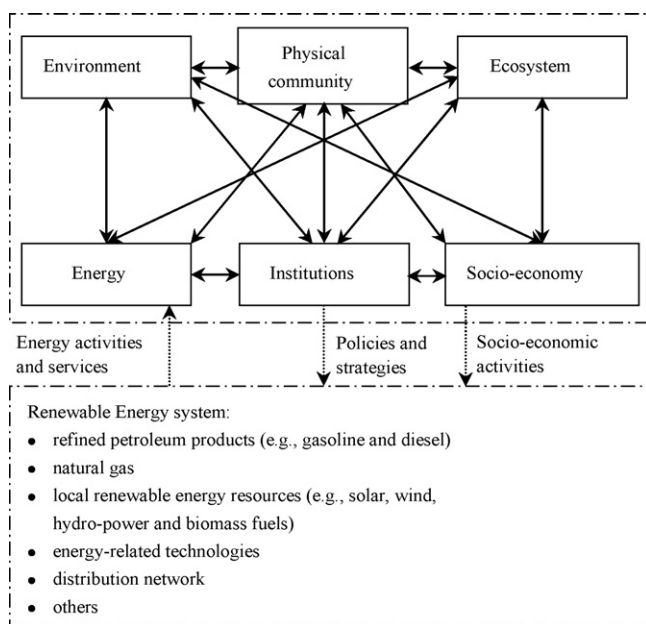 Environment
Physical
community
Ecosystem
Energy
Institutions
Socio-economy
Energy activities
and services
Policies and
strategies
Socio-economic
activities
Renewable Energy system:
● refined petroleum products (e.g., gasoline and diesel)
● natural gas
● local renewable energy resources (e.g., solar, wind,
hydro-power and biomass fuels)
● energy-related technologies
● distribution network
● others